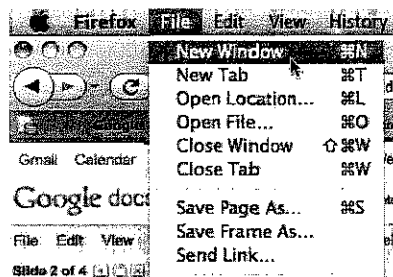 Firefox File Edit View History
New Window ⌘N
New Tab ⌘T
Open Location... ⌘L
Open File... ⌘O
Close Window ⇧⌘W
Close Tab ⌘W
Gmail Calendar
Google docs
Save Page As... ⌘S
Save Frame As...
File Edit View
Send Link...
Slide 2 of 4